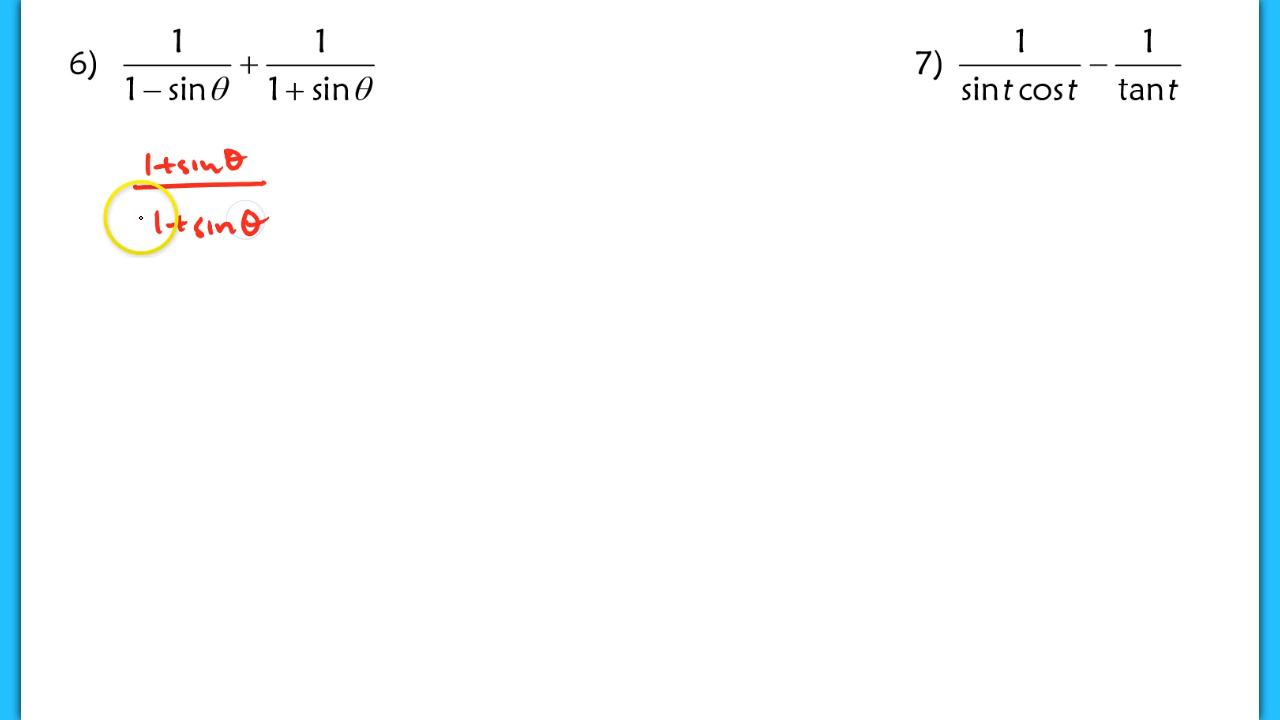 6) 1/(1 − sin θ) + 1/(1 + sin θ)
7) 1/(sin t cos t) − 1/(tan t)
1+sin θ
1+sin θ